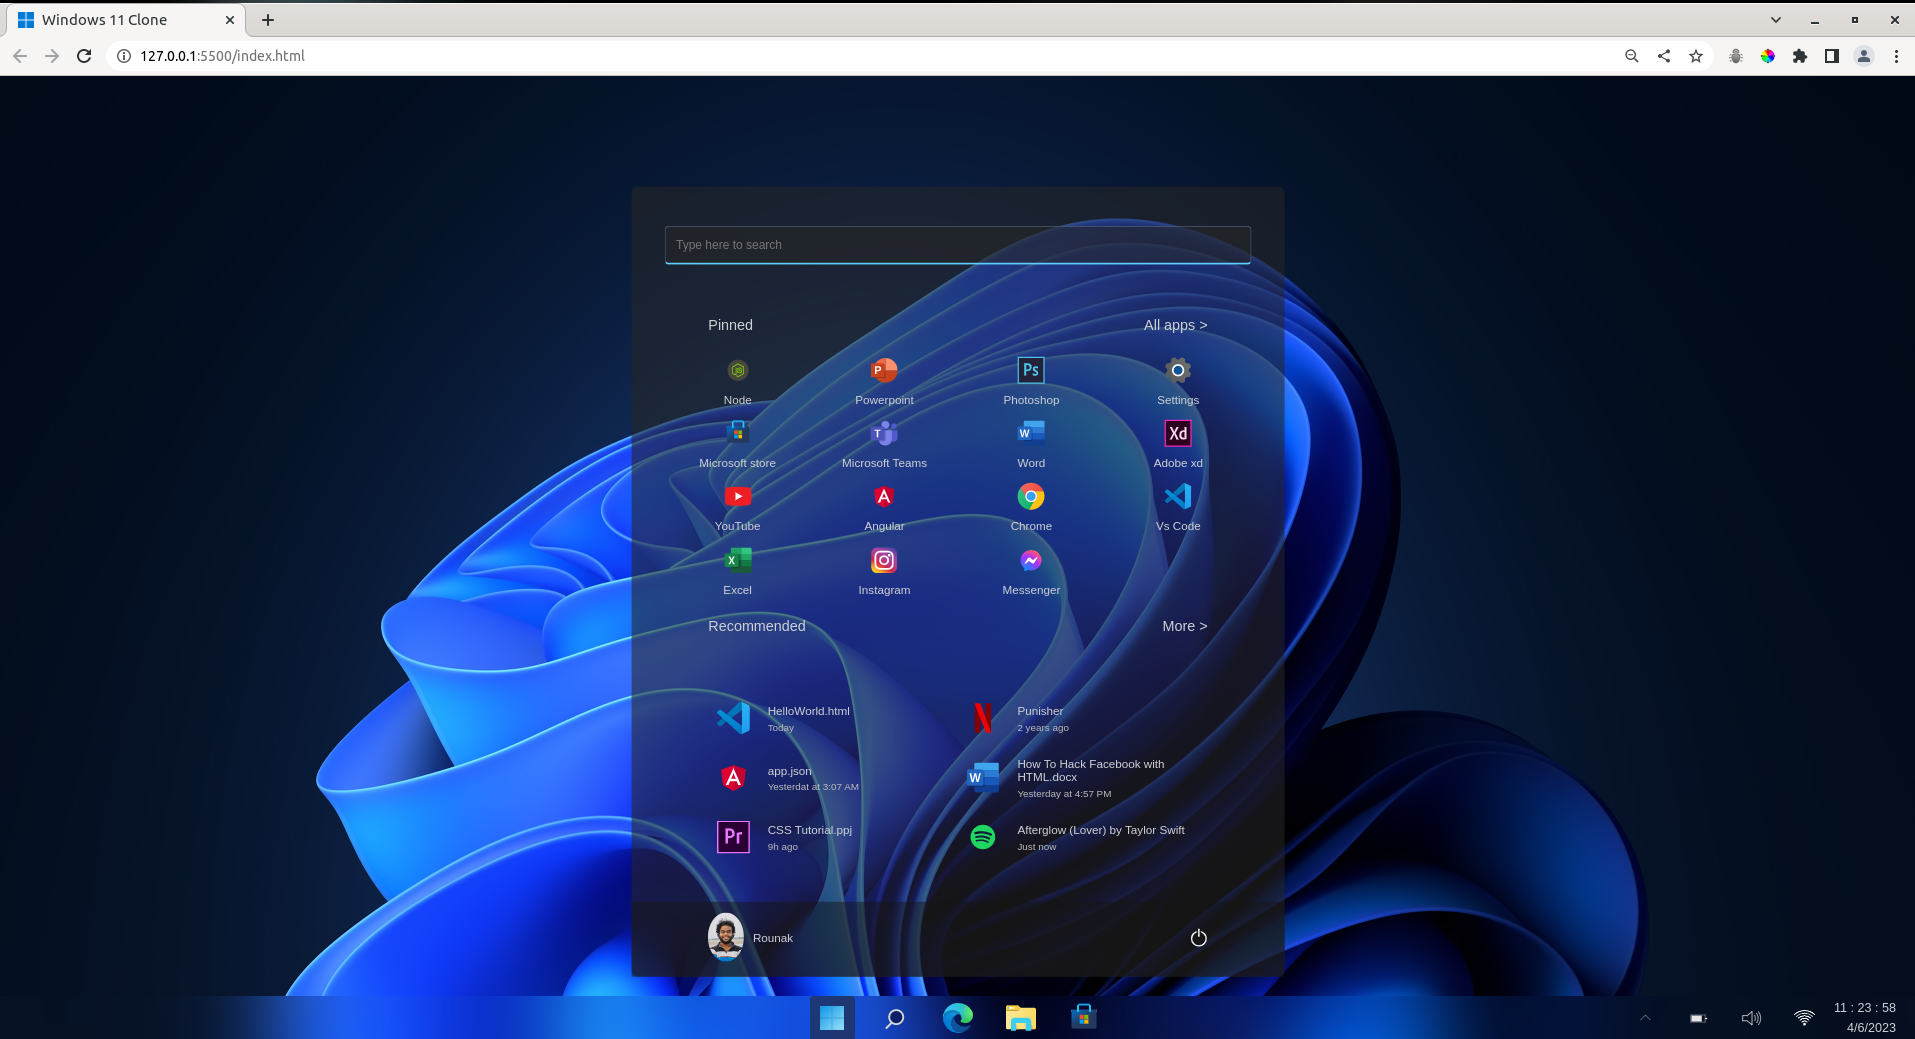 Windows 11 Clone
127.0.0.1:5500/index.html
Type here to search
Pinned
All apps >
Node
Powerpoint
Photoshop
Settings
Microsoft store
Microsoft Teams
Word
Adobe xd
YouTube
Angular
Chrome
Vs Code
Excel
Instagram
Messenger
Recommended
More >
HelloWorld.html
Today
Punisher
2 years ago
app.json
Yesterdat at 3:07 AM
How To Hack Facebook with
HTML.docx
Yesterday at 4:57 PM
CSS Tutorial.ppj
9h ago
Afterglow (Lover) by Taylor Swift
Just now
Rounak
11 : 23 : 58
4/6/2023